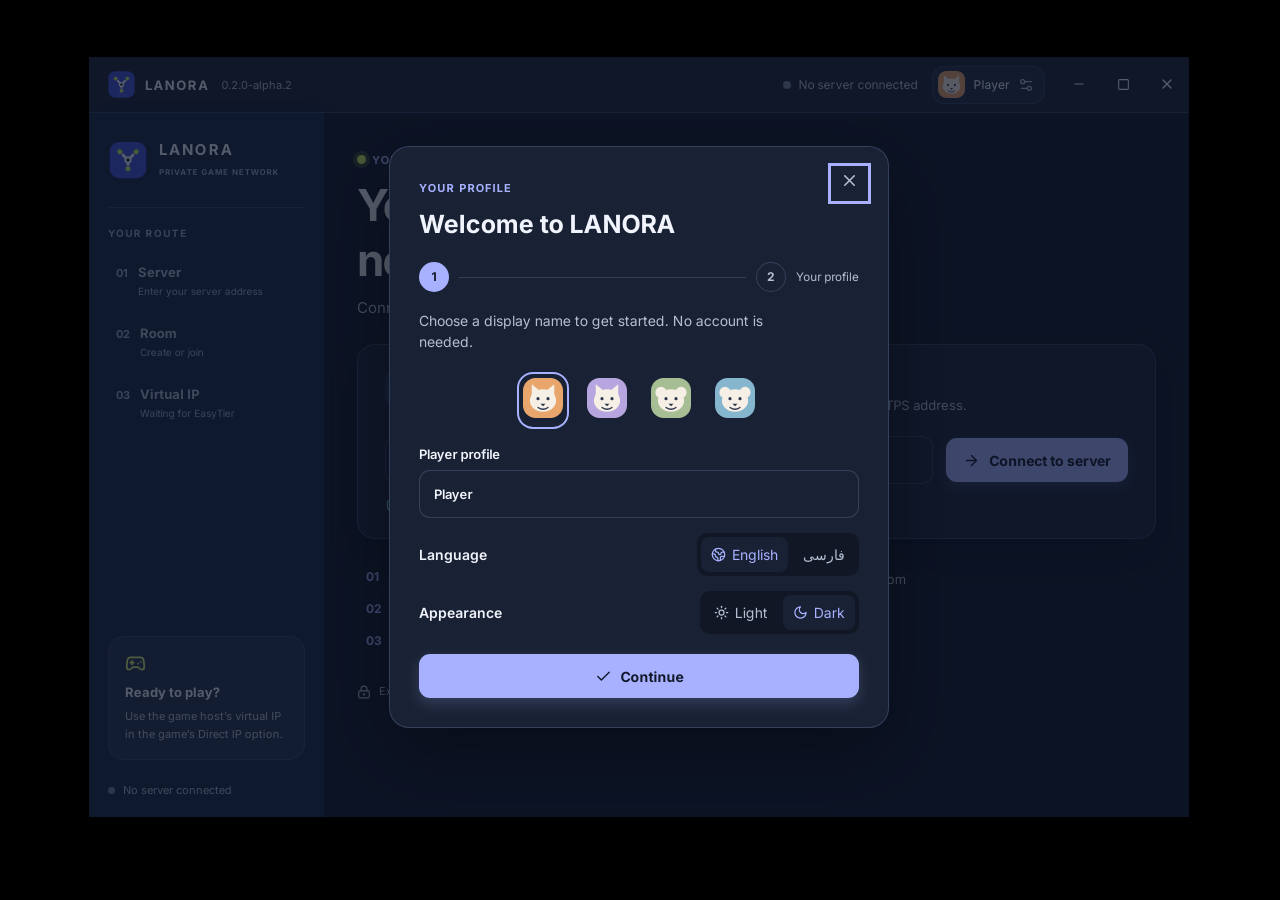 LANORA 0.2.0-alpha.2
No server connected
Player
LANORA
PRIVATE GAME NETWORK
YOUR ROUTE
01 Server
Enter your server address
02 Room
Create or join
03 Virtual IP
Waiting for EasyTier
Ready to play?
Use the game host's virtual IP
in the game's Direct IP option.
No server connected
YOUR PROFILE
Welcome to LANORA
1
2 Your profile
Choose a display name to get started. No account is
needed.
Player profile
Player
Language
English
فارسی
Appearance
Light
Dark
Continue
address.
Connect to server
01
02
03